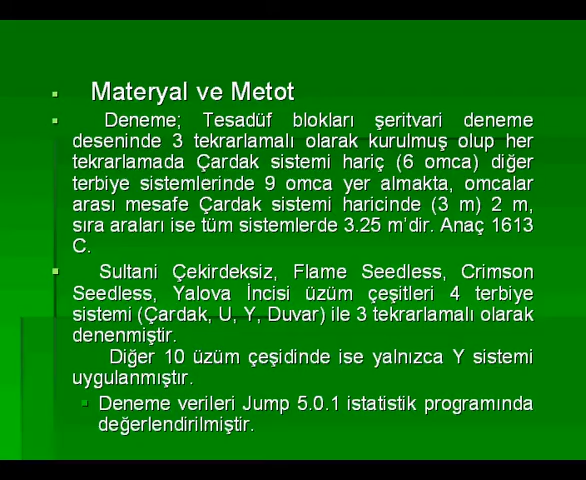 Materyal ve Metot
Deneme; Tesadüf blokları şeritvari deneme
deseninde 3 tekrarlamalı olarak kurulmuş olup her
tekrarlamada Çardak sistemi hariç (6 omca) diğer
terbiye sistemlerinde 9 omca yer almakta, omcalar
arası mesafe Çardak sistemi haricinde (3 m) 2 m,
sıra araları ise tüm sistemlerde 3.25 m'dir. Anaç 1613
C.
Sultani Çekirdeksiz, Flame Seedless, Crimson
Seedless, Yalova İncisi üzüm çeşitleri 4 terbiye
sistemi (Çardak, U, Y, Duvar) ile 3 tekrarlamalı olarak
denenmiştir.
Diğer 10 üzüm çeşidinde ise yalnızca Y sistemi
uygulanmıştır.
Deneme verileri Jump 5.0.1 istatistik programında
değerlendirilmiştir.